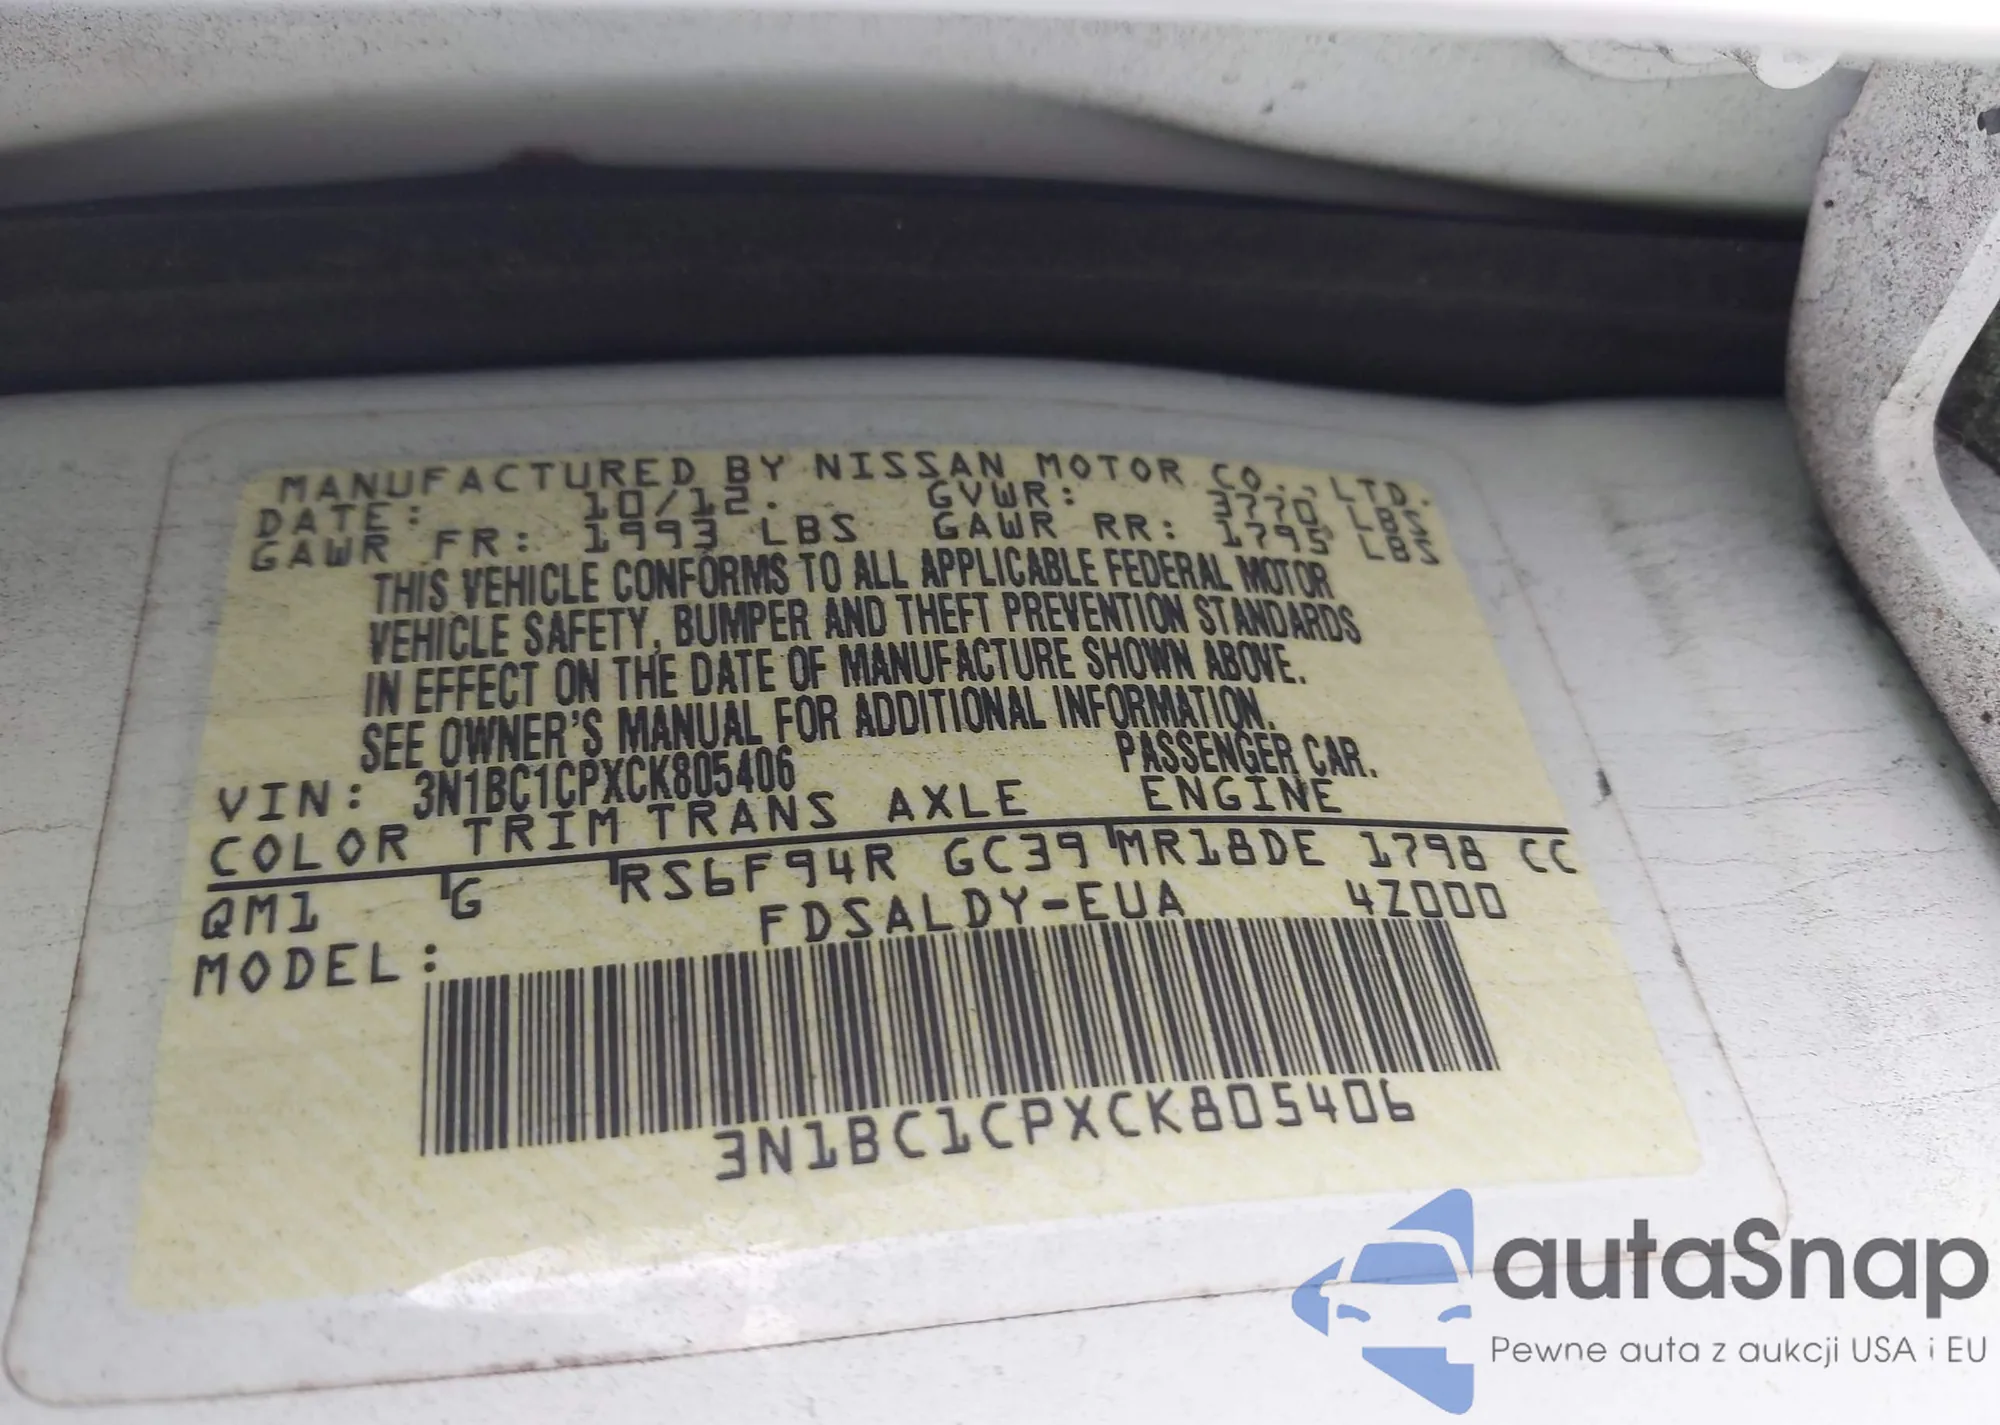 MANUFACTURED BY NISSAN MOTOR CO., LTD.
DATE: 10/12. GVWR: 3770 LBS
GAWR FR: 1993 LBS GAWR RR: 1795 LBS
THIS VEHICLE CONFORMS TO ALL APPLICABLE FEDERAL MOTOR
VEHICLE SAFETY, BUMPER AND THEFT PREVENTION STANDARDS
IN EFFECT ON THE DATE OF MANUFACTURE SHOWN ABOVE.
SEE OWNER'S MANUAL FOR ADDITIONAL INFORMATION.
VIN: 3N1BC1CPXCK805406 PASSENGER CAR.
COLOR TRIM TRANS AXLE ENGINE
QM1 G RS6F94R GC39 MR18DE 1798 CC
MODEL: FDSALDY-EUA 4Z000
3N1BC1CPXCK805406
autaSnap
Pewne auta z aukcji USA i EU